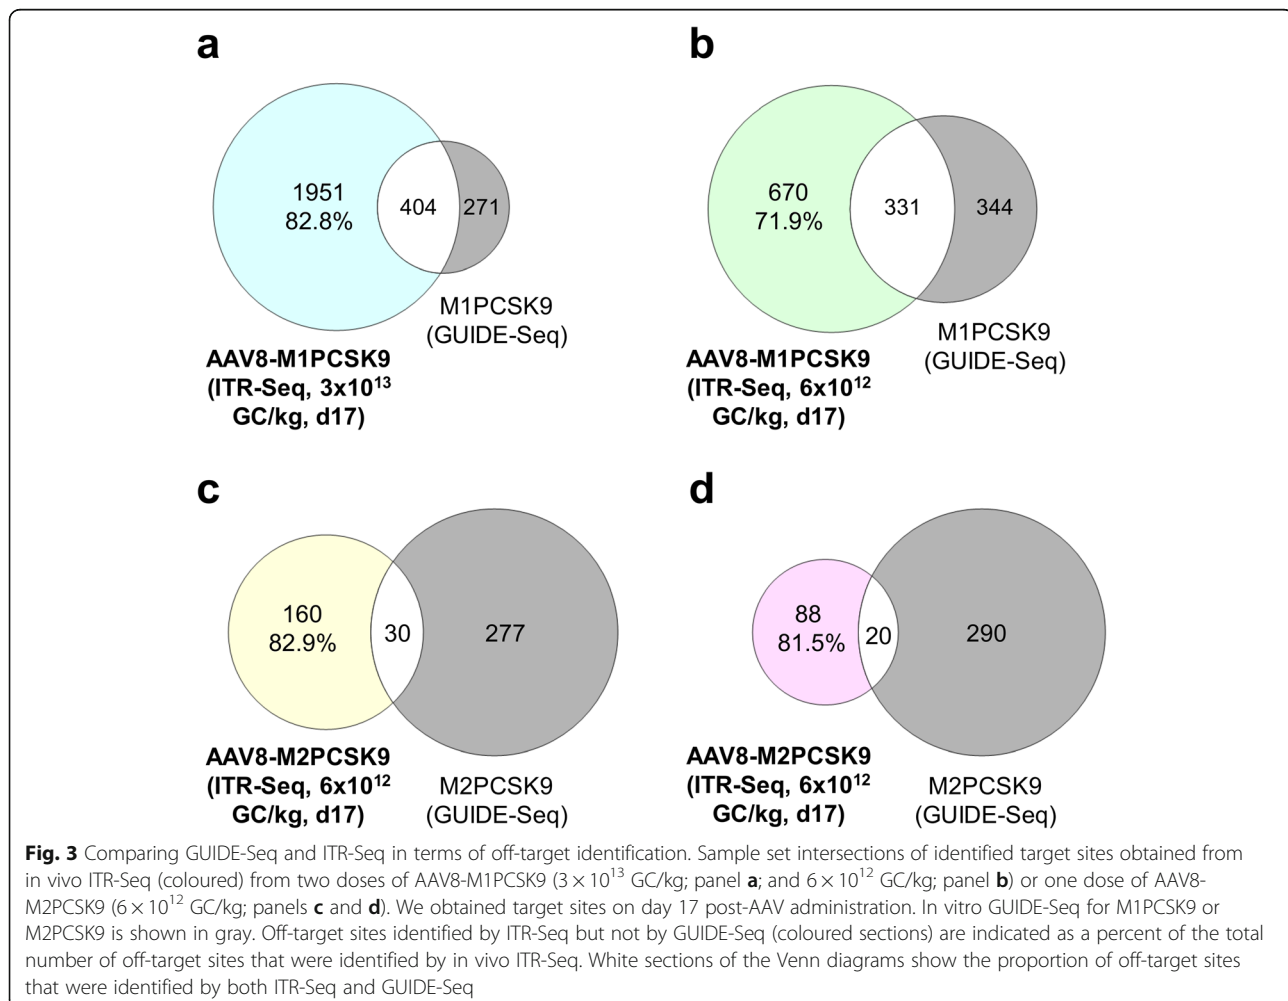 a
1951
82.8%
404
271
M1PCSK9
(GUIDE-Seq)
AAV8-M1PCSK9
(ITR-Seq, 3x10¹³
GC/kg, d17)
b
670
71.9%
331
344
M1PCSK9
(GUIDE-Seq)
AAV8-M1PCSK9
(ITR-Seq, 6x10¹²
GC/kg, d17)
c
160
82.9%
30
277
AAV8-M2PCSK9
(ITR-Seq, 6x10¹²
GC/kg, d17)
M2PCSK9
(GUIDE-Seq)
d
88
81.5%
20
290
AAV8-M2PCSK9
(ITR-Seq, 6x10¹²
GC/kg, d17)
M2PCSK9
(GUIDE-Seq)
Fig. 3 Comparing GUIDE-Seq and ITR-Seq in terms of off-target identification. Sample set intersections of identified target sites obtained from
in vivo ITR-Seq (coloured) from two doses of AAV8-M1PCSK9 (3 × 10¹³ GC/kg; panel a; and 6 × 10¹² GC/kg; panel b) or one dose of AAV8-
M2PCSK9 (6 × 10¹² GC/kg; panels c and d). We obtained target sites on day 17 post-AAV administration. In vitro GUIDE-Seq for M1PCSK9 or
M2PCSK9 is shown in gray. Off-target sites identified by ITR-Seq but not by GUIDE-Seq (coloured sections) are indicated as a percent of the total
number of off-target sites that were identified by in vivo ITR-Seq. White sections of the Venn diagrams show the proportion of off-target sites
that were identified by both ITR-Seq and GUIDE-Seq